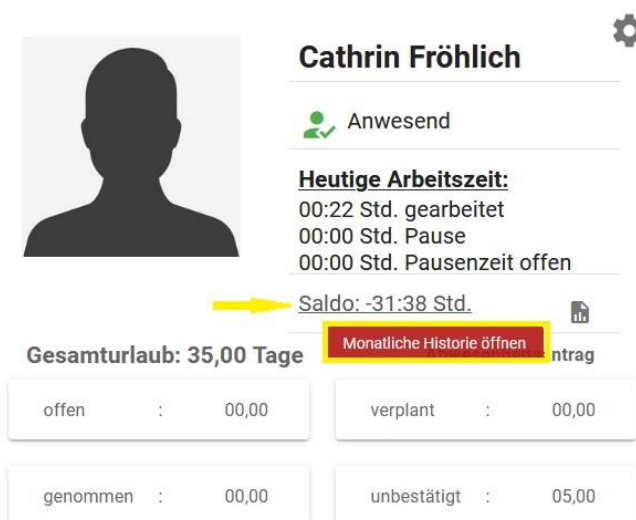 Cathrin Fröhlich
Anwesend
Heutige Arbeitszeit:
00:22 Std. gearbeitet
00:00 Std. Pause
00:00 Std. Pausenzeit offen
Saldo: -31:38 Std.
Monatliche Historie öffnen
Gesamturlaub: 35,00 Tage
offen : 00,00
verplant : 00,00
genommen : 00,00
unbestätigt : 05,00